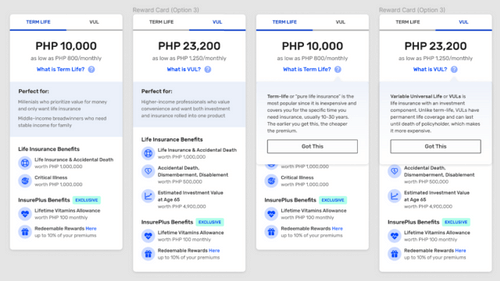 Reward Card (Option 3)
Reward Card (Option 3)
TERM LIFE
VUL
PHP 10,000
as low as PHP 800/monthly
What is Term Life? ?
Perfect for:
Millenials who prioritize value for money
and only want life insurance
Middle-income breadwinners who need
stable income for family
Life Insurance Benefits
Life Insurance & Accidental Death
worth PHP 1,000,000
Critical Illness
worth PHP 1,000,000
InsurePlus Benefits EXCLUSIVE
Lifetime Vitamins Allowance
worth PHP 100 monthly
Redeemable Rewards Here
up to 10% of your premiums
TERM LIFE
VUL
PHP 23,200
as low as PHP 1,250/monthly
What is VUL? ?
Perfect for:
Higher-income professionals who value
convenience and want both investment
and insurance rolled into one product
Life Insurance Benefits
Life Insurance & Accidental Death
worth PHP 1,000,000
Accidental Death,
Dismemberment, Disablement
worth PHP 500,000
Estimated Investment Value
at Age 65
worth PHP 4,900,000
InsurePlus Benefits EXCLUSIVE
Lifetime Vitamins Allowance
worth PHP 100 monthly
Redeemable Rewards Here
up to 10% of your premiums
TERM LIFE
VUL
PHP 10,000
as low as PHP 800/monthly
What is Term Life? ?
Term-life or "pure life insurance" is the
most popular since it is inexpensive and
covers you for the specific time you
need insurance, usually 10-30 years.
The earlier you get this, the cheaper
the premium.
Got This
worth PHP 1,000,000
Critical Illness
worth PHP 1,000,000
InsurePlus Benefits EXCLUSIVE
Lifetime Vitamins Allowance
worth PHP 100 monthly
Redeemable Rewards Here
up to 10% of your premiums
TERM LIFE
VUL
PHP 23,200
as low as PHP 1,250/monthly
What is VUL? ?
Variable Universal Life or VULs is
life insurance with an investment
component. Unlike term-life, VULs have
permanent life coverage and can last
until death of policyholder, which makes
it more expensive.
Got This
Accidental Death,
Dismemberment, Disablement
worth PHP 500,000
Estimated Investment Value
at Age 65
worth PHP 4,900,000
InsurePlus Benefits EXCLUSIVE
Lifetime Vitamins Allowance
worth PHP 100 monthly
Redeemable Rewards Here
up to 10% of your premiums